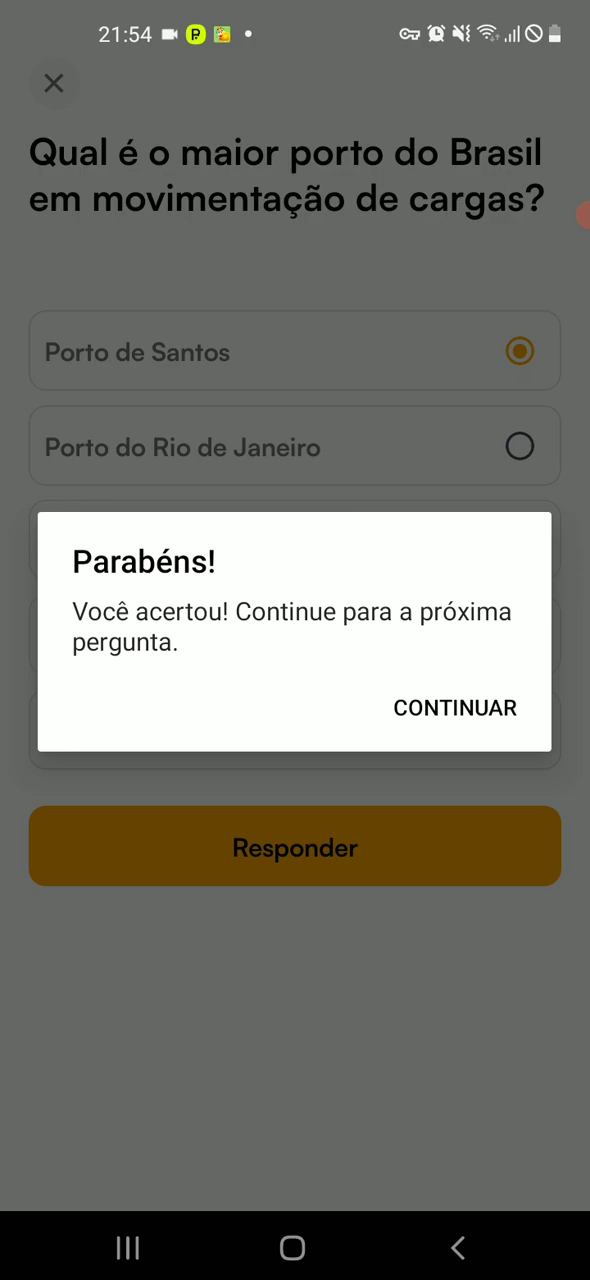 21:54
Qual é o maior porto do Brasil
em movimentação de cargas?
Porto de Santos
Porto do Rio de Janeiro
Parabéns!
Você acertou! Continue para a próxima
pergunta.
CONTINUAR
Responder